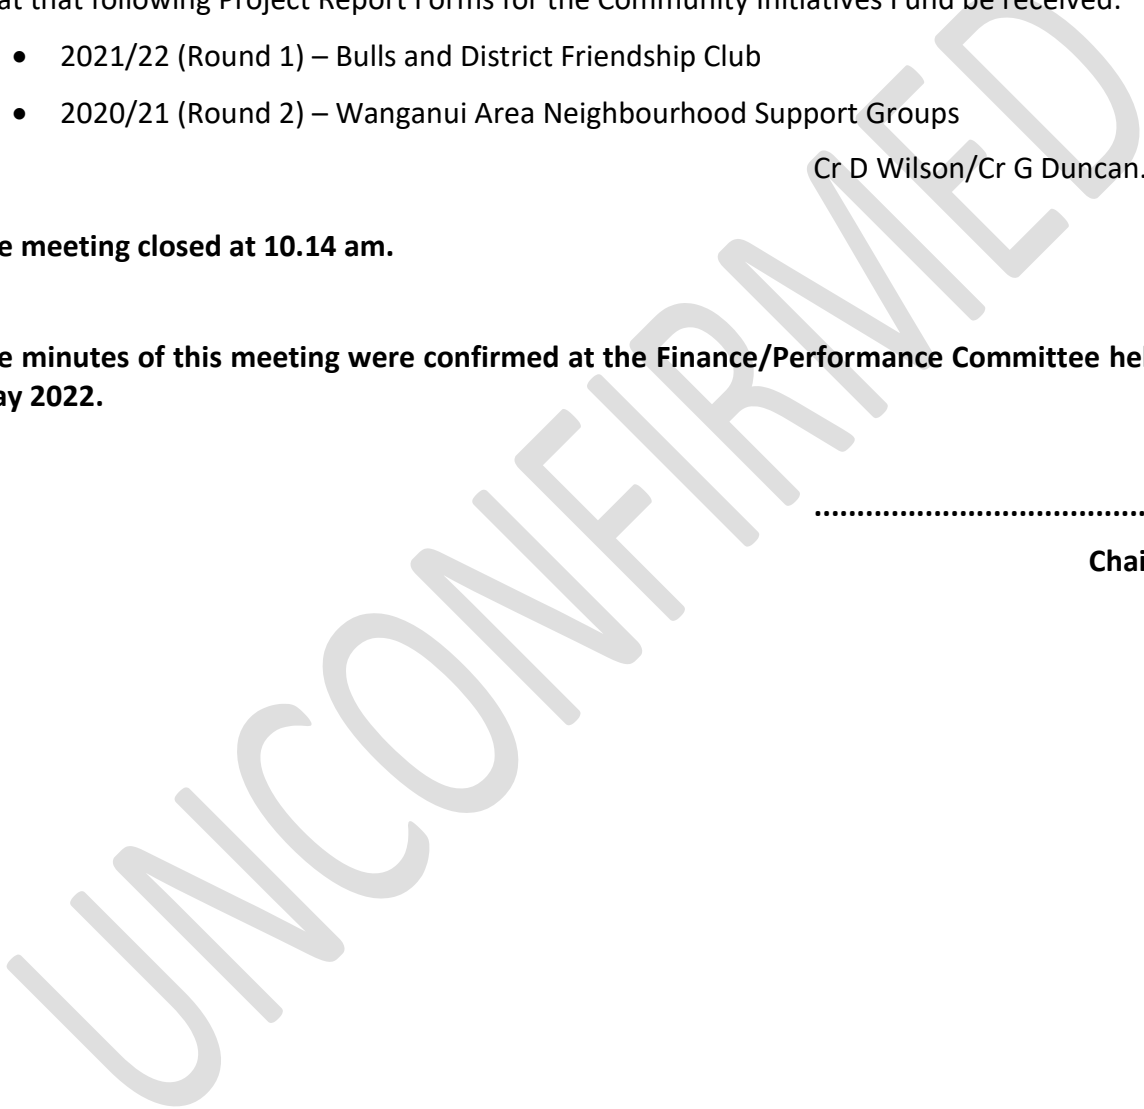 at that following Project Report Forms for the Community Initiatives Fund be received:
• 2021/22 (Round 1) – Bulls and District Friendship Club
• 2020/21 (Round 2) – Wanganui Area Neighbourhood Support Groups
Cr D Wilson/Cr G Duncan.
e meeting closed at 10.14 am.
e minutes of this meeting were confirmed at the Finance/Performance Committee hel
ay 2022.
.......................................
Chai
UNCONFIRMED